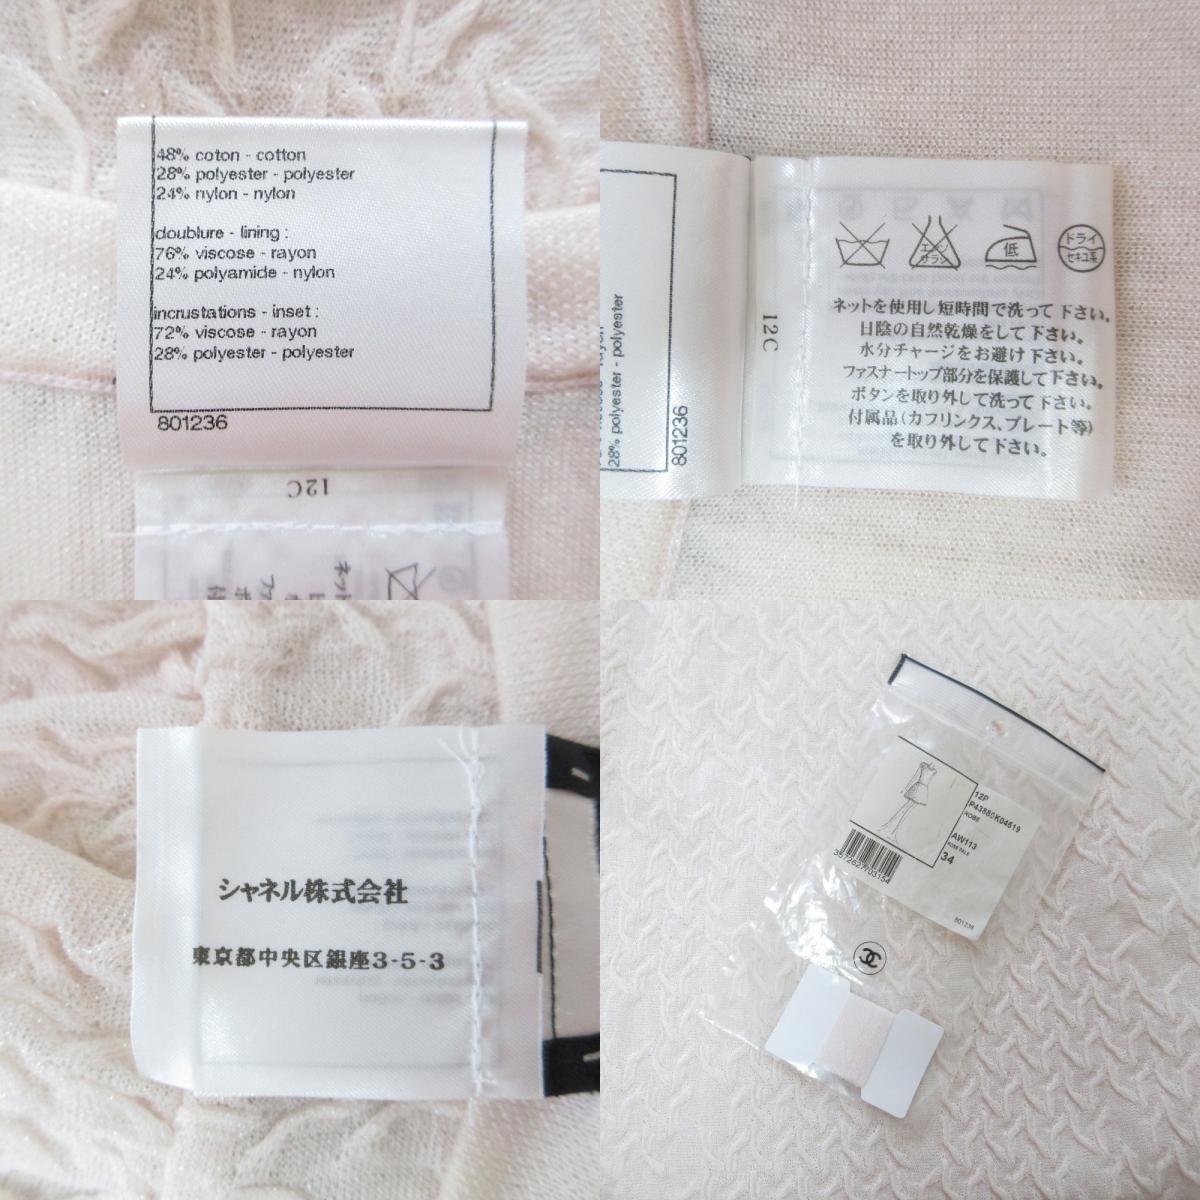 48% coton - cotton
28% polyester - polyester
24% nylon - nylon
doublure - lining :
76% viscose - rayon
24% polyamide - nylon
incrustations - inset :
72% viscose - rayon
28% polyester - polyester
801236
12C
28% polyester - polyester
801236
12C
エンソ
サラシ
低
ドライ
セキユ系
ネットを使用し短時間で洗って下さい。
日陰の自然乾燥をして下さい。
水分チャージをお避け下さい。
ファスナートップ部分を保護して下さい。
ボタンを取り外して洗って下さい。
付属品(カフリンクス、プレート等)
を取り外して下さい。
シャネル株式会社
東京都中央区銀座3-5-3
12P
P43880K04519
ROBE
AW113
34
3572627703154
801236